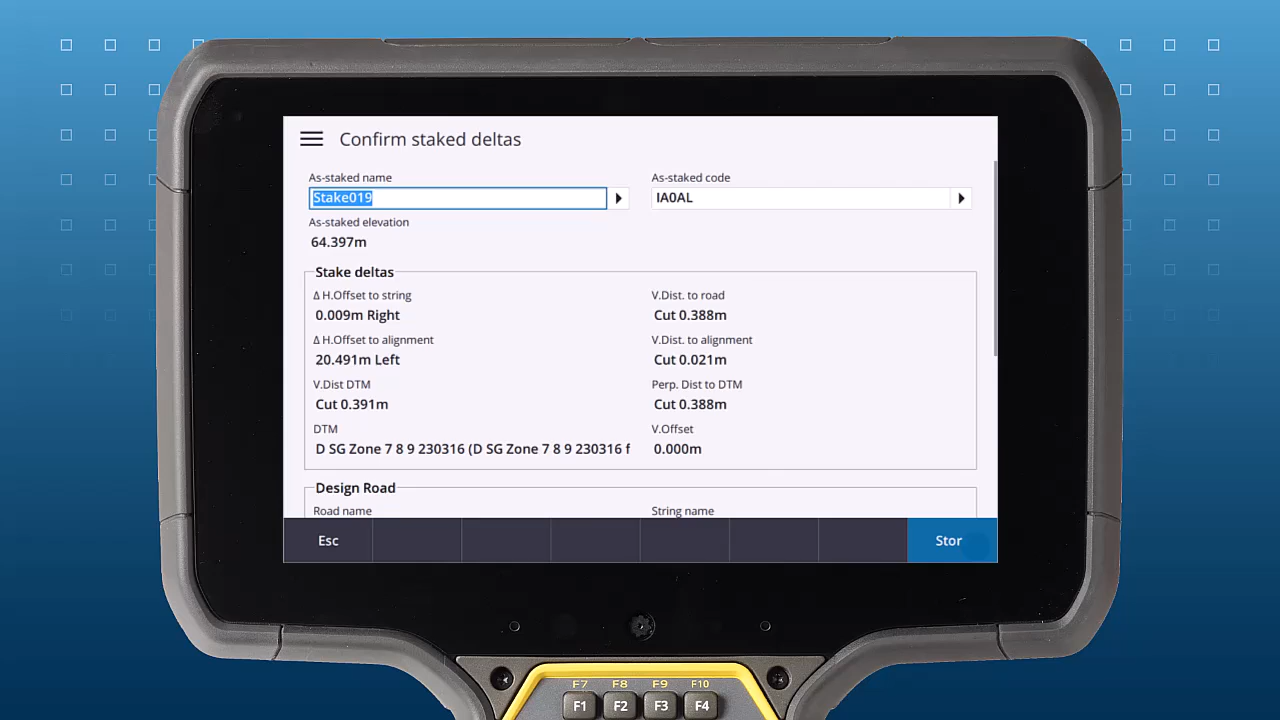 Confirm staked deltas
As-staked name
As-staked code
Stake019
IA0AL
As-staked elevation
64.397m
Stake deltas
Δ H.Offset to string
V.Dist. to road
0.009m Right
Cut 0.388m
Δ H.Offset to alignment
V.Dist. to alignment
20.491m Left
Cut 0.021m
V.Dist DTM
Perp. Dist to DTM
Cut 0.391m
Cut 0.388m
DTM
V.Offset
D SG Zone 7 8 9 230316 (D SG Zone 7 8 9 230316 f
0.000m
Design Road
Road name
String name
Esc
Stor
F7 F8 F9 F10
F1 F2 F3 F4